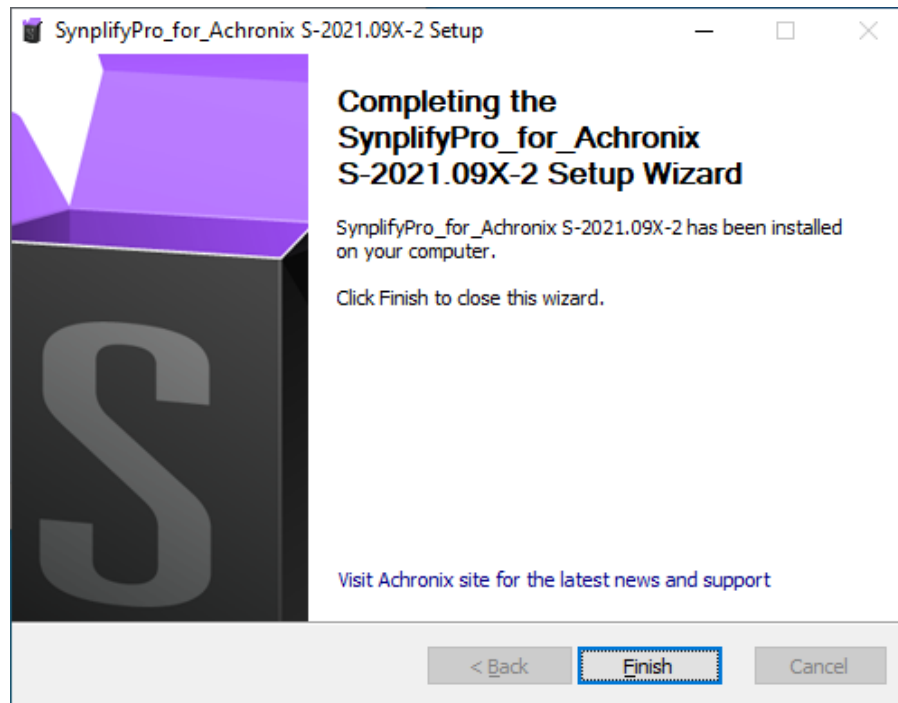 SynplifyPro_for_Achronix S-2021.09X-2 Setup
Completing the
SynplifyPro_for_Achronix
S-2021.09X-2 Setup Wizard
SynplifyPro_for_Achronix S-2021.09X-2 has been installed
on your computer.
Click Finish to close this wizard.
S
Visit Achronix site for the latest news and support
< Back Finish Cancel